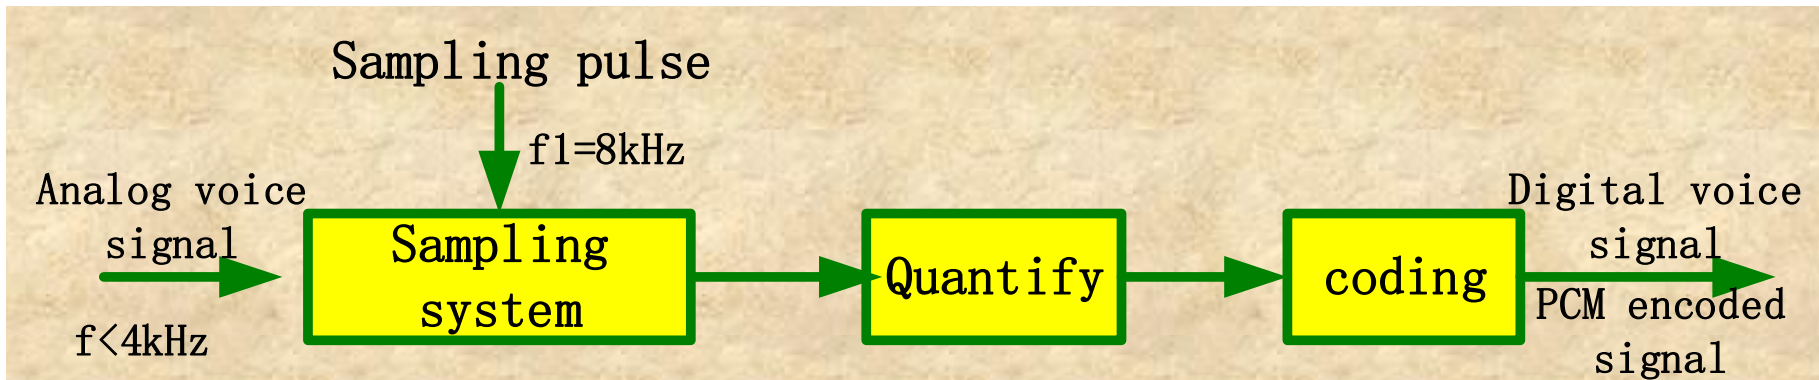 Sampling pulse
f1=8kHz
Analog voice
signal
f<4kHz
Sampling
system
Quantify
coding
Digital voice
signal
PCM encoded
signal